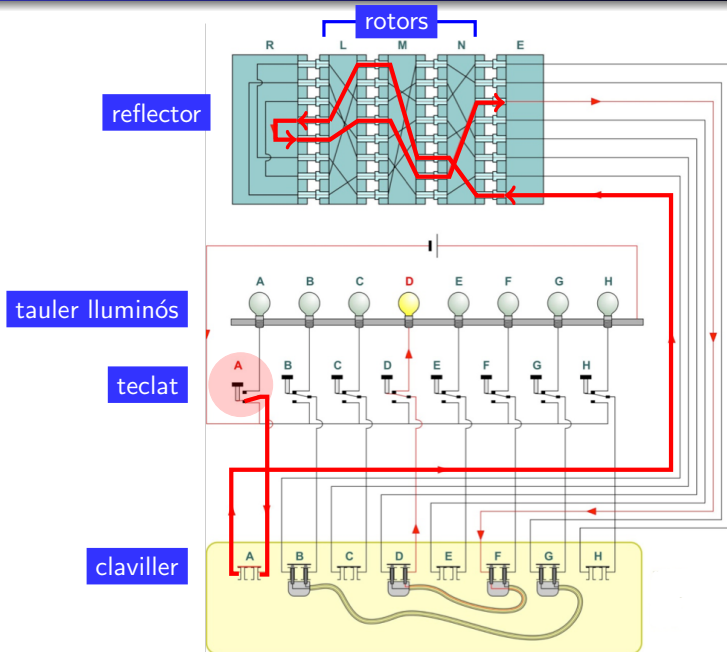 rotors
R L M N E
reflector
A B C D E F G H
tauler lluminós
A B C D E F G H
teclat
A B C D E F G H
claviller